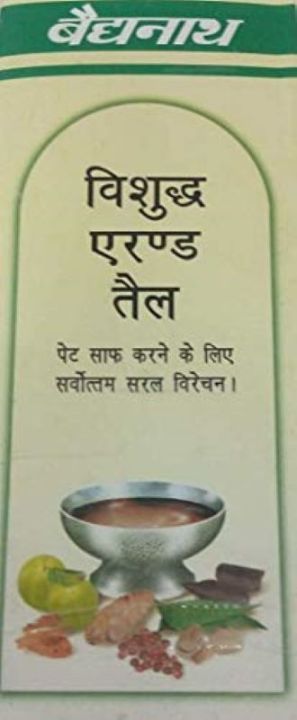 बैद्यनाथ
विशुद्ध
एरण्ड
तैल
पेट साफ करने के लिए
सर्वोत्तम सरल विरेचन।